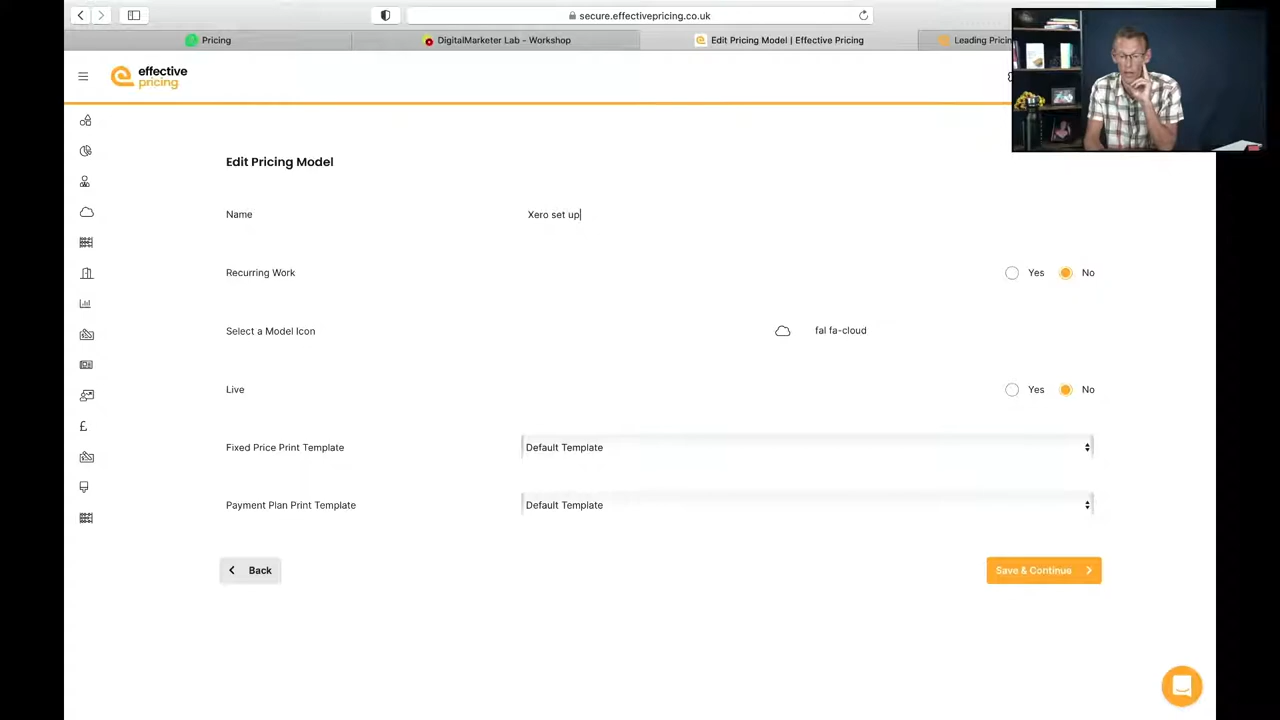 secure.effectivepricing.co.uk
Pricing
DigitalMarketer Lab - Workshop
Edit Pricing Model | Effective Pricing
Leading Pricin
effective
pricing
Edit Pricing Model
Name
Xero set up
Recurring Work
Yes
No
Select a Model Icon
fal fa-cloud
Live
Yes
No
Fixed Price Print Template
Default Template
Payment Plan Print Template
Default Template
Back
Save & Continue